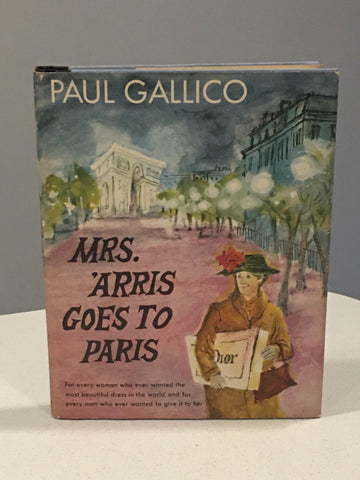 PAUL GALLICO
MRS.
'ARRIS
GOES TO
PARIS
Dior
For every woman who ever wanted the
most beautiful dress in the world and for
every man who ever wanted to give it to her